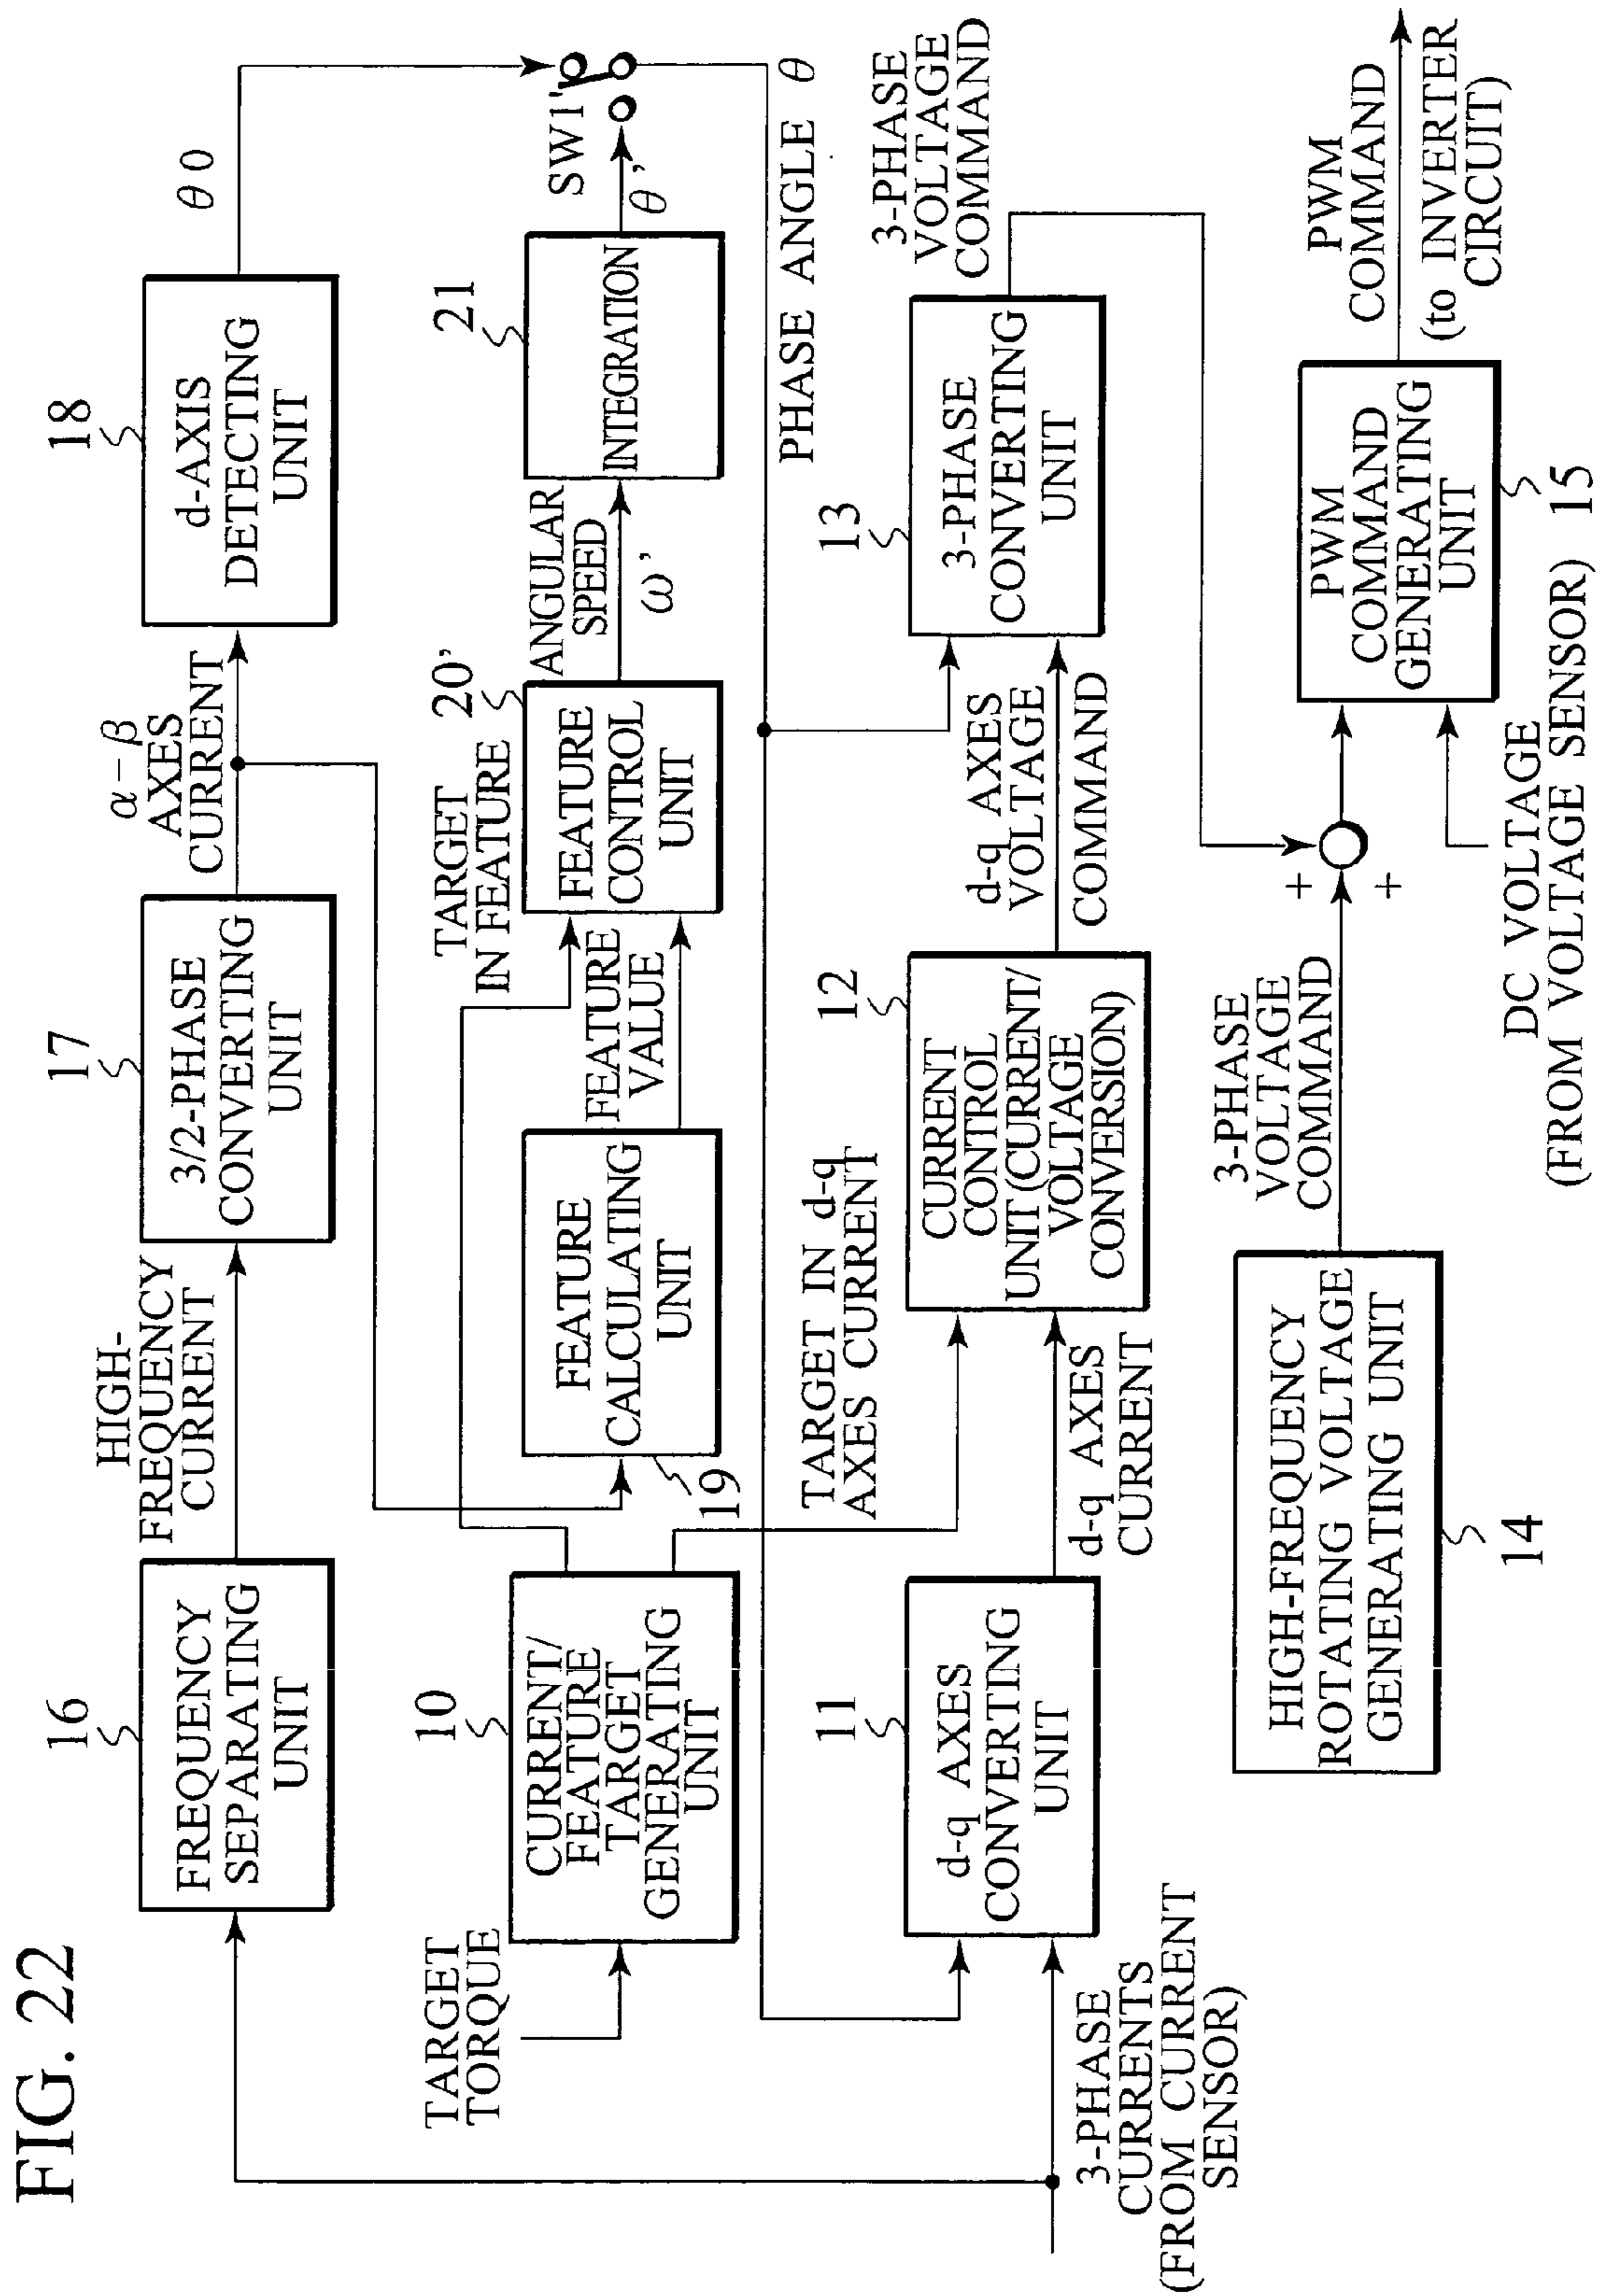 FIG. 22
16
FREQUENCY
SEPARATING
UNIT
HIGH-
FREQUENCY
CURRENT
17
3/2-PHASE
CONVERTING
UNIT
α–β
AXES
CURRENT
18
d-AXIS
DETECTING
UNIT
θ0
TARGET
TORQUE
10
CURRENT/
FEATURE
TARGET
GENERATING
UNIT
19
FEATURE
CALCULATING
UNIT
FEATURE
VALUE
TARGET
IN FEATURE
20'
FEATURE
CONTROL
UNIT
ANGULAR
SPEED
ω'
21
INTEGRATION
SW1'
θ'
PHASE ANGLE θ
3-PHASE
CURRENTS
(FROM CURRENT
SENSOR)
11
d-q AXES
CONVERTING
UNIT
d-q AXES
CURRENT
TARGET IN d-q
AXES CURRENT
12
CURRENT
CONTROL
UNIT (CURRENT/
VOLTAGE
CONVERSION)
d-q AXES
VOLTAGE
COMMAND
13
3-PHASE
CONVERTING
UNIT
3-PHASE
VOLTAGE
COMMAND
HIGH-FREQUENCY
ROTATING VOLTAGE
GENERATING UNIT
14
3-PHASE
VOLTAGE
COMMAND
+
+
DC VOLTAGE
(FROM VOLTAGE SENSOR)
PWM
COMMAND
GENERATING
UNIT
15
PWM
COMMAND
(to INVERTER
CIRCUIT)